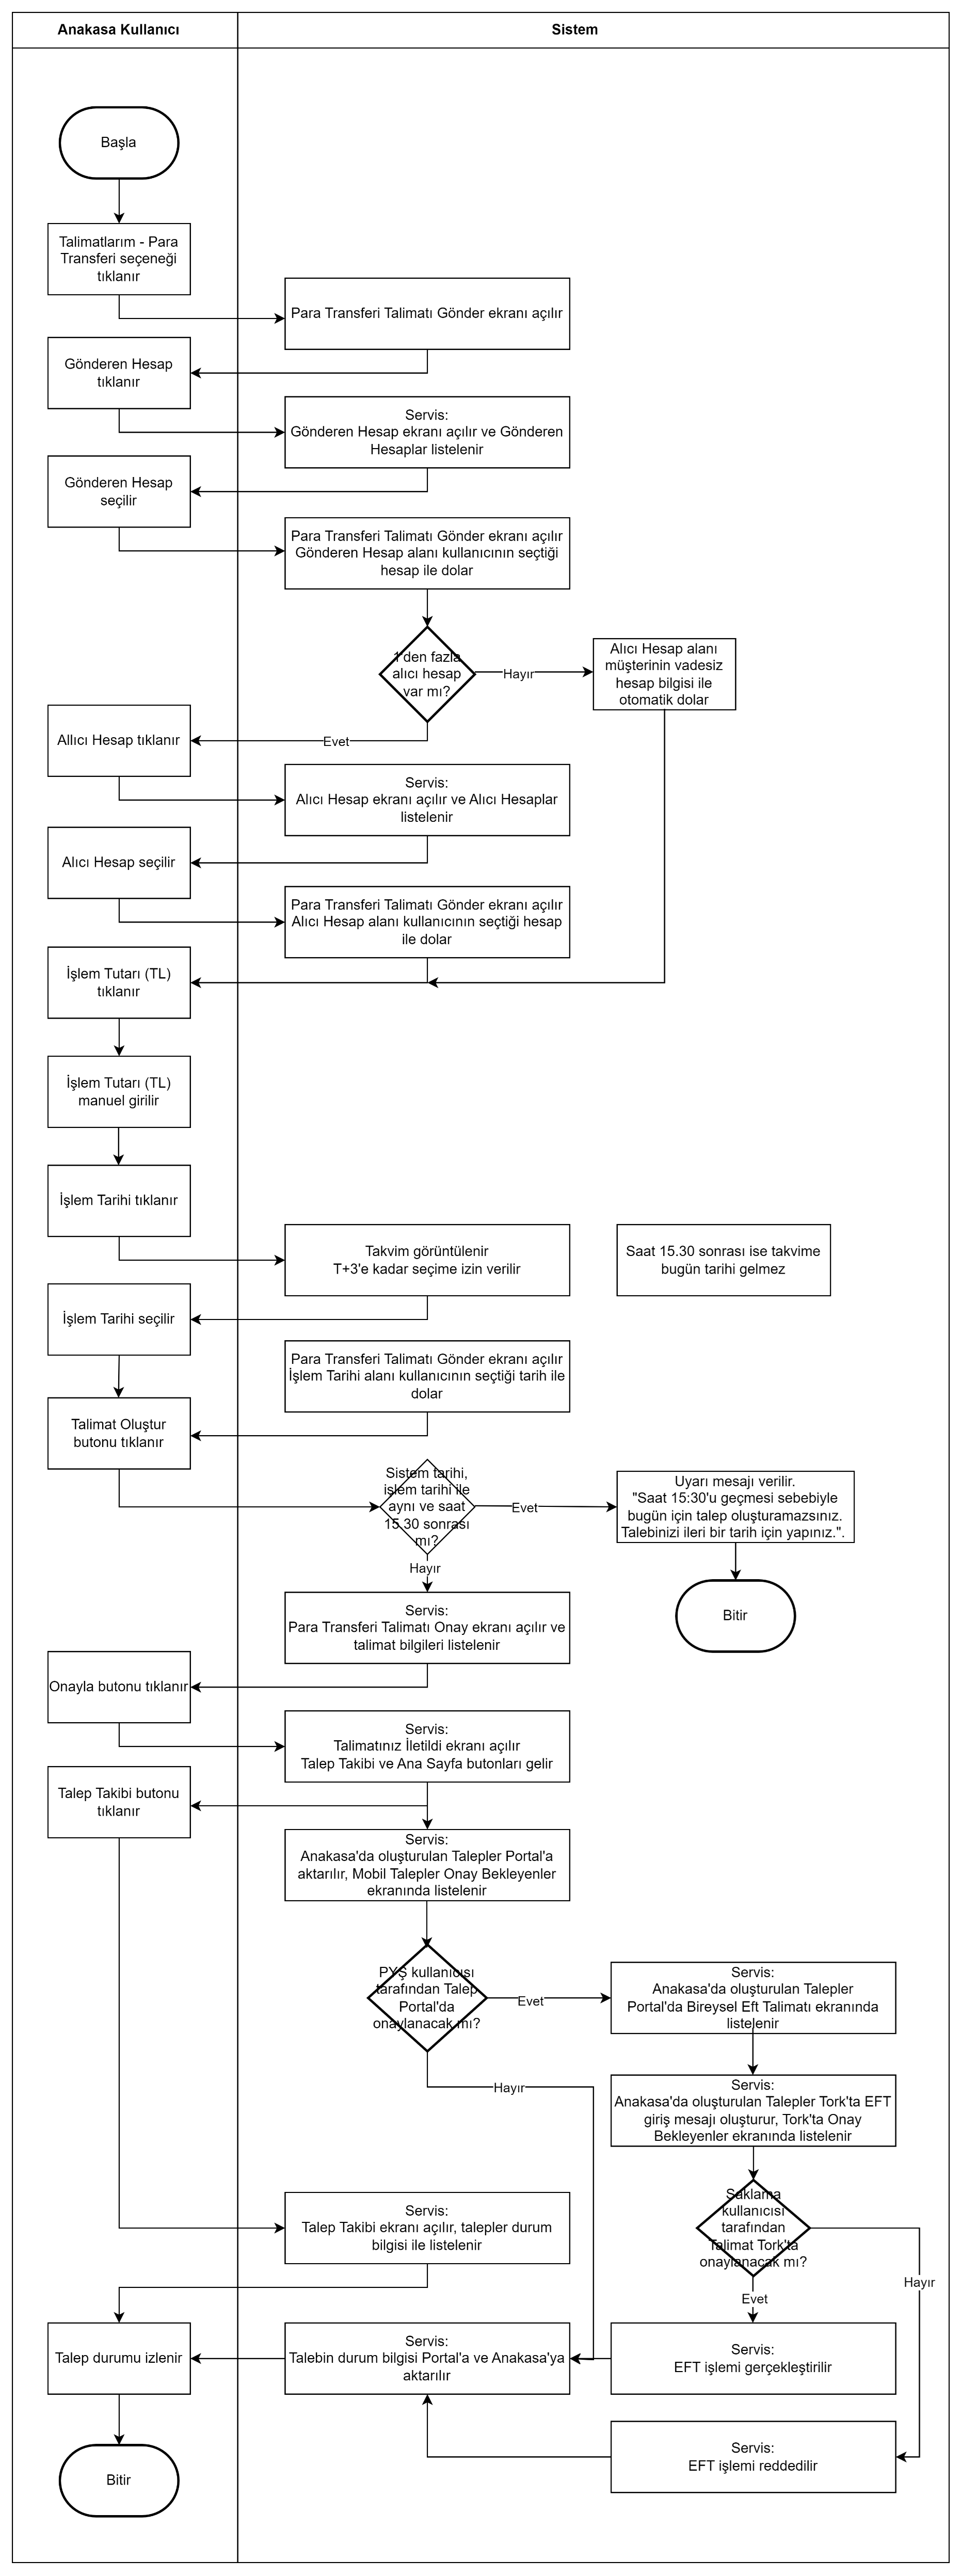 Anakasa Kullanıcı
Sistem
Başla
Talimatlarım - Para
Transferi seçeneği
tıklanır
Para Transferi Talimatı Gönder ekranı açılır
Gönderen Hesap
tıklanır
Servis:
Gönderen Hesap ekranı açılır ve Gönderen
Hesaplar listelenir
Gönderen Hesap
seçilir
Para Transferi Talimatı Gönder ekranı açılır
Gönderen Hesap alanı kullanıcının seçtiği
hesap ile dolar
1'den fazla
alıcı hesap
var mı?
Hayır
Alıcı Hesap alanı
müşterinin vadesiz
hesap bilgisi ile
otomatik dolar
Evet
Allıcı Hesap tıklanır
Servis:
Alıcı Hesap ekranı açılır ve Alıcı Hesaplar
listelenir
Alıcı Hesap seçilir
Para Transferi Talimatı Gönder ekranı açılır
Alıcı Hesap alanı kullanıcının seçtiği hesap
ile dolar
İşlem Tutarı (TL)
tıklanır
İşlem Tutarı (TL)
manuel girilir
İşlem Tarihi tıklanır
Takvim görüntülenir
T+3'e kadar seçime izin verilir
Saat 15.30 sonrası ise takvime
bugün tarihi gelmez
İşlem Tarihi seçilir
Para Transferi Talimatı Gönder ekranı açılır
İşlem Tarihi alanı kullanıcının seçtiği tarih ile
dolar
Talimat Oluştur
butonu tıklanır
Sistem tarihi,
işlem tarihi ile
aynı ve saat
15.30 sonrası
mı?
Evet
Uyarı mesajı verilir.
"Saat 15:30'u geçmesi sebebiyle
bugün için talep oluşturamazsınız.
Talebinizi ileri bir tarih için yapınız.".
Hayır
Bitir
Servis:
Para Transferi Talimatı Onay ekranı açılır ve
talimat bilgileri listelenir
Onayla butonu tıklanır
Servis:
Talimatınız İletildi ekranı açılır
Talep Takibi ve Ana Sayfa butonları gelir
Talep Takibi butonu
tıklanır
Servis:
Anakasa'da oluşturulan Talepler Portal'a
aktarılır, Mobil Talepler Onay Bekleyenler
ekranında listelenir
PYŞ kullanıcısı
tarafından Talep
Portal'da
onaylanacak mı?
Evet
Servis:
Anakasa'da oluşturulan Talepler
Portal'da Bireysel Eft Talimatı ekranında
listelenir
Hayır
Servis:
Anakasa'da oluşturulan Talepler Tork'ta EFT
giriş mesajı oluşturur, Tork'ta Onay
Bekleyenler ekranında listelenir
Saklama
kullanıcısı
tarafından
Talimat Tork'ta
onaylanacak mı?
Servis:
Talep Takibi ekranı açılır, talepler durum
bilgisi ile listelenir
Hayır
Evet
Talep durumu izlenir
Servis:
Talebin durum bilgisi Portal'a ve Anakasa'ya
aktarılır
Servis:
EFT işlemi gerçekleştirilir
Servis:
EFT işlemi reddedilir
Bitir